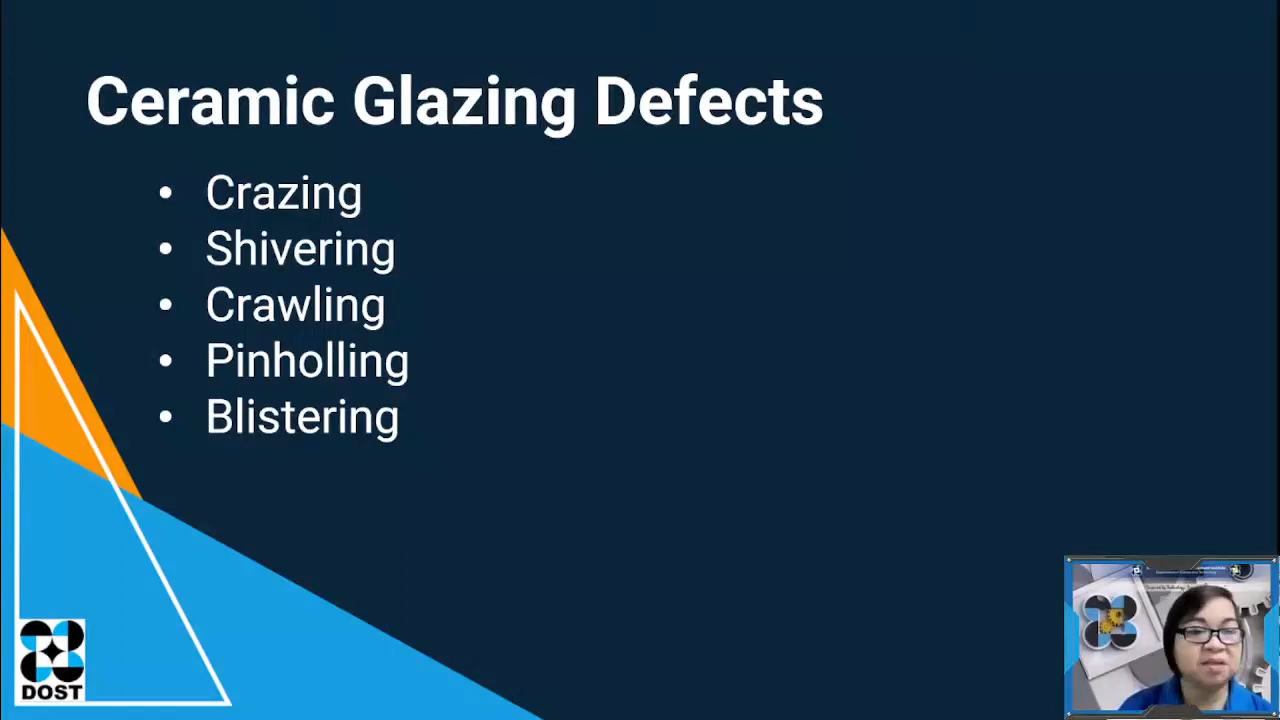 Ceramic Glazing Defects
• Crazing
• Shivering
• Crawling
• Pinholling
• Blistering
DOST